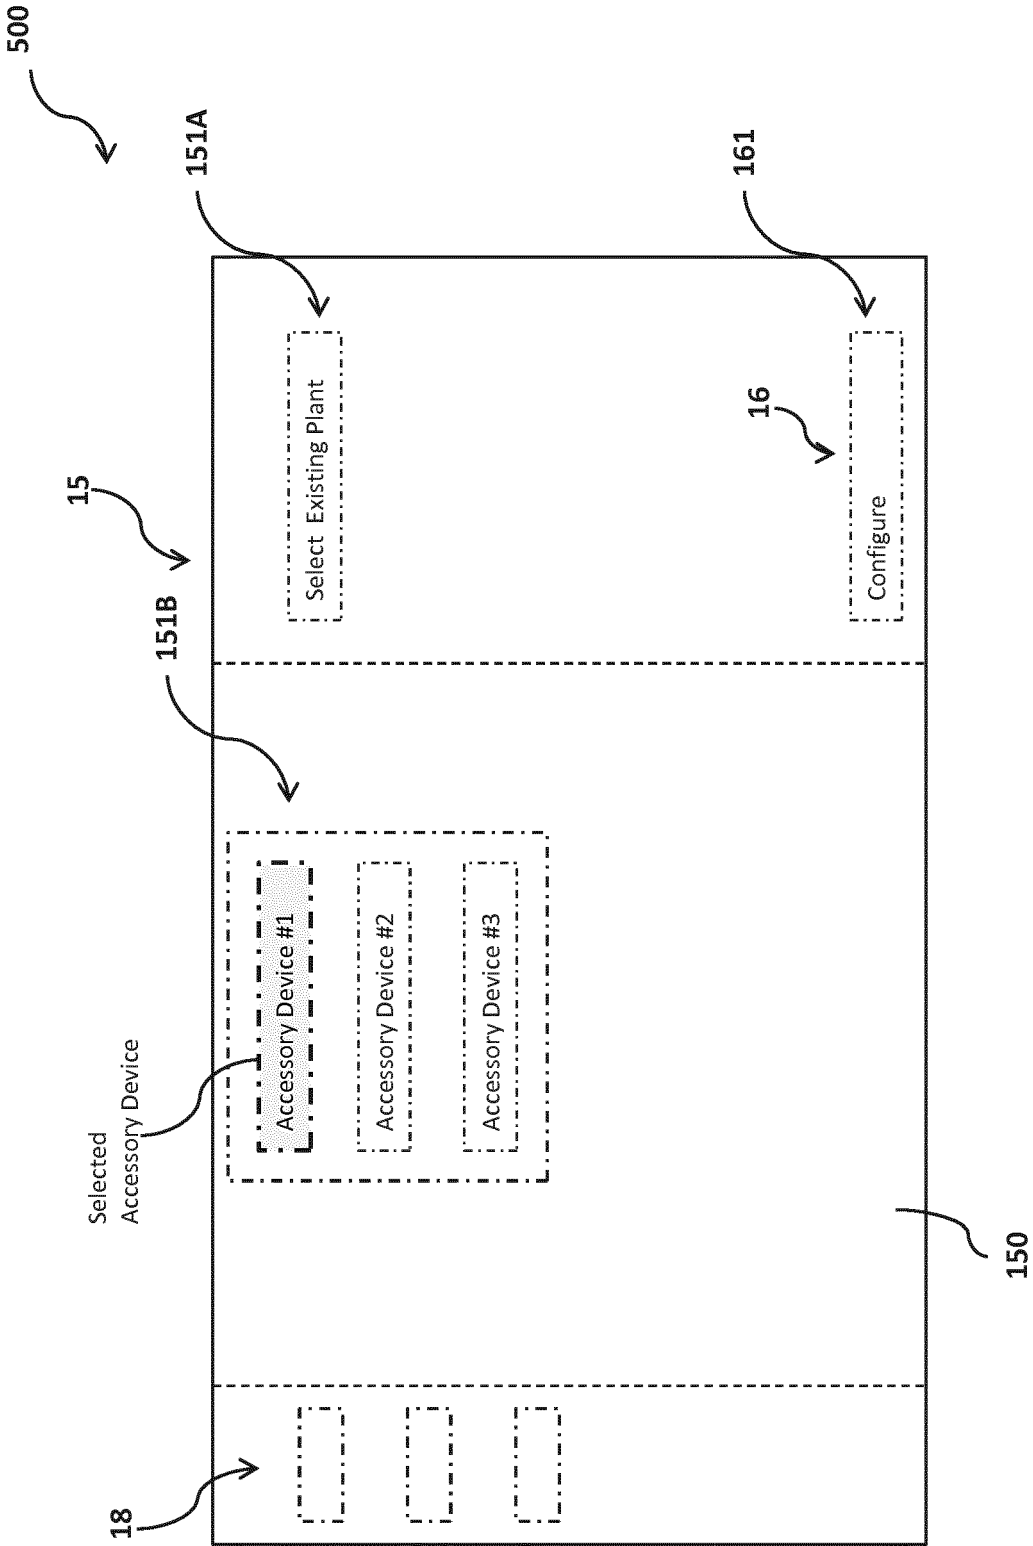 500
15
151B
151A
Selected
Accessory Device
18
Accessory Device #1
Accessory Device #2
Accessory Device #3
Select Existing Plant
16
161
Configure
150